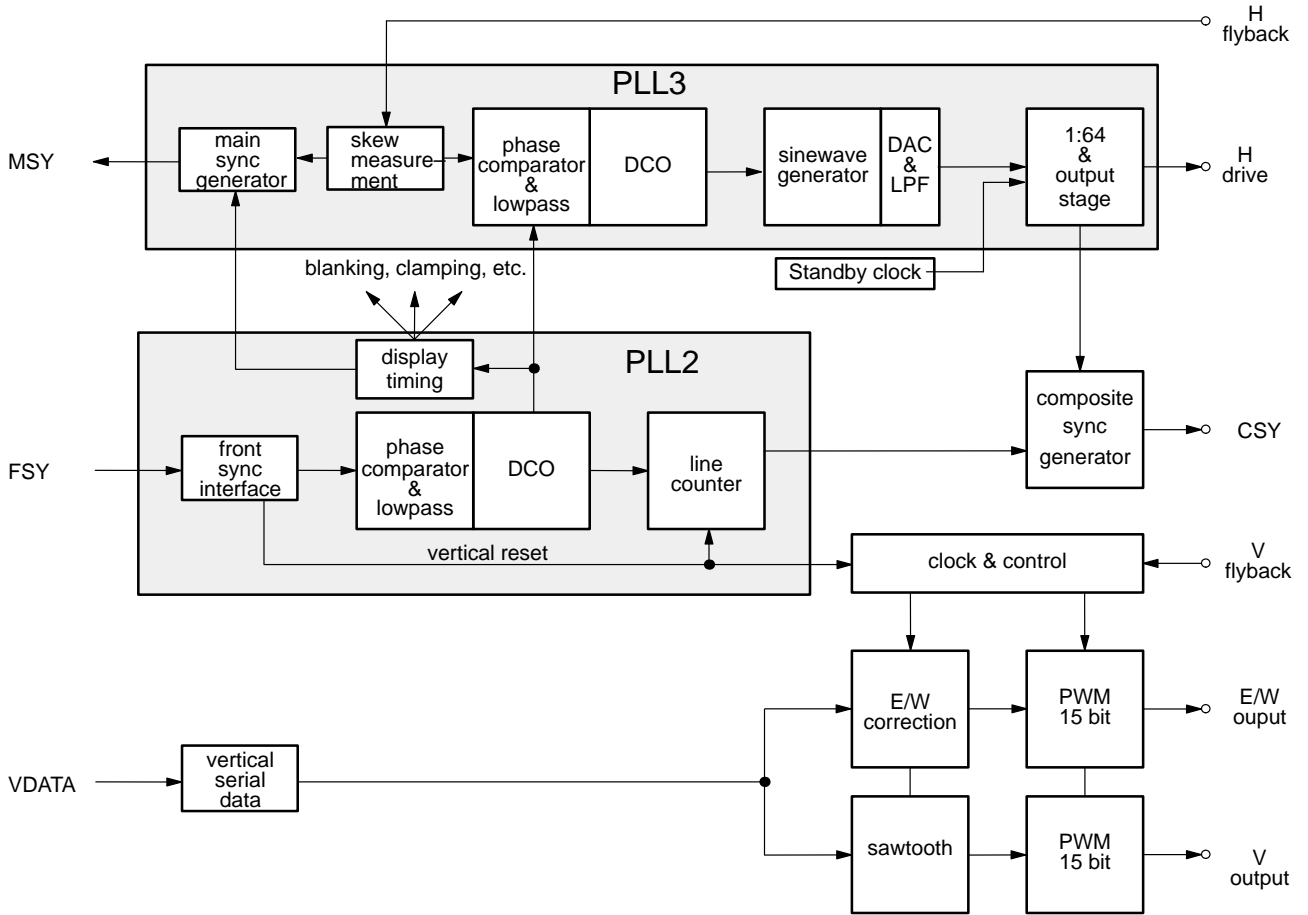 H
flyback
PLL3
main
sync
generator
skew
measure–
ment
phase
comparator
&
lowpass
DCO
sinewave
generator
DAC
&
LPF
1:64
&
output
stage
MSY
H
drive
blanking, clamping, etc.
Standby clock
display
timing
PLL2
composite
sync
generator
CSY
FSY
front
sync
interface
phase
comparator
&
lowpass
DCO
line
counter
vertical reset
clock & control
V
flyback
E/W
correction
PWM
15 bit
E/W
ouput
VDATA
vertical
serial
data
sawtooth
PWM
15 bit
V
output